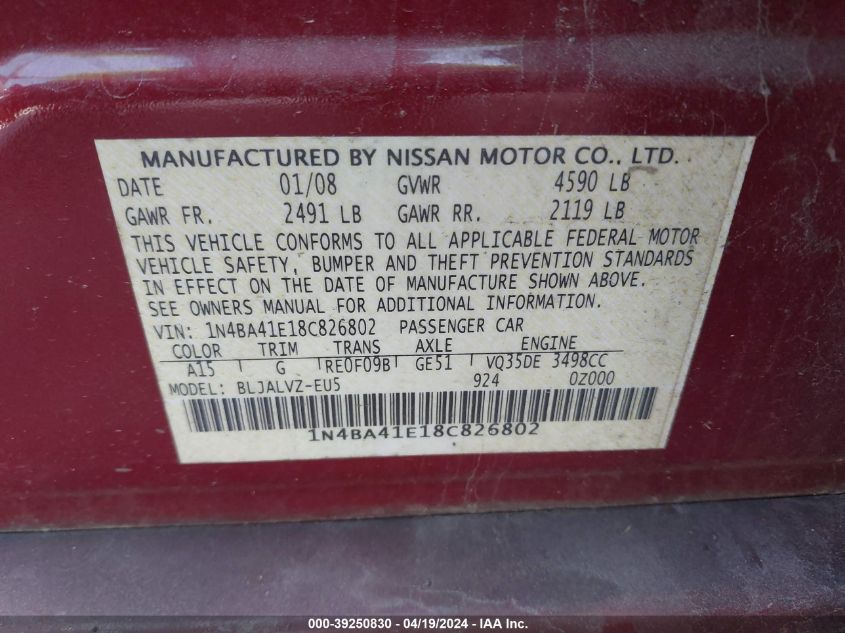 MANUFACTURED BY NISSAN MOTOR CO., LTD.
DATE 01/08 GVWR 4590 LB
GAWR FR. 2491 LB GAWR RR. 2119 LB
THIS VEHICLE CONFORMS TO ALL APPLICABLE FEDERAL MOTOR
VEHICLE SAFETY, BUMPER AND THEFT PREVENTION STANDARDS
IN EFFECT ON THE DATE OF MANUFACTURE SHOWN ABOVE.
SEE OWNERS MANUAL FOR ADDITIONAL INFORMATION.
VIN: 1N4BA41E18C826802 PASSENGER CAR
COLOR TRIM TRANS AXLE ENGINE
A15 G RE0F09B GE51 VQ35DE 3498CC
MODEL: BLJALVZ-EU5 924 0Z000
1N4BA41E18C826802
000-39250830 - 04/19/2024 - IAA Inc.